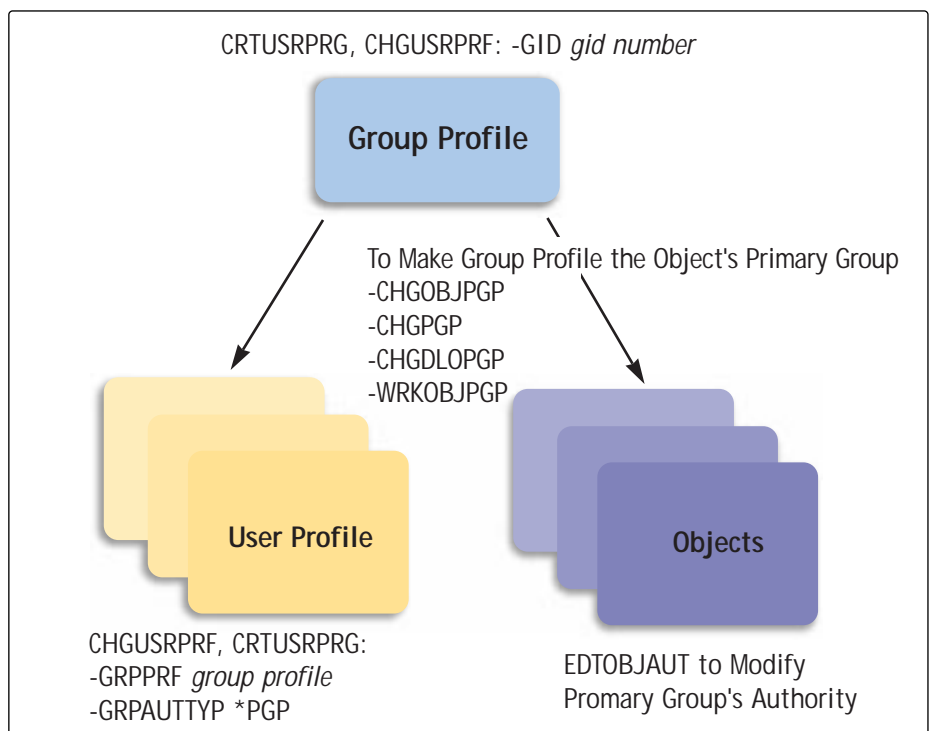 CRTUSRPRG, CHGUSRPRF: -GID gid number
Group Profile
To Make Group Profile the Object's Primary Group
-CHGOBJPGP
-CHGPGP
-CHGDLOPGP
-WRKOBJPGP
User Profile
Objects
CHGUSRPRF, CRTUSRPRG:
-GRPPRF group profile
-GRPAUTTYP *PGP
EDTOBJAUT to Modify
Promary Group's Authority